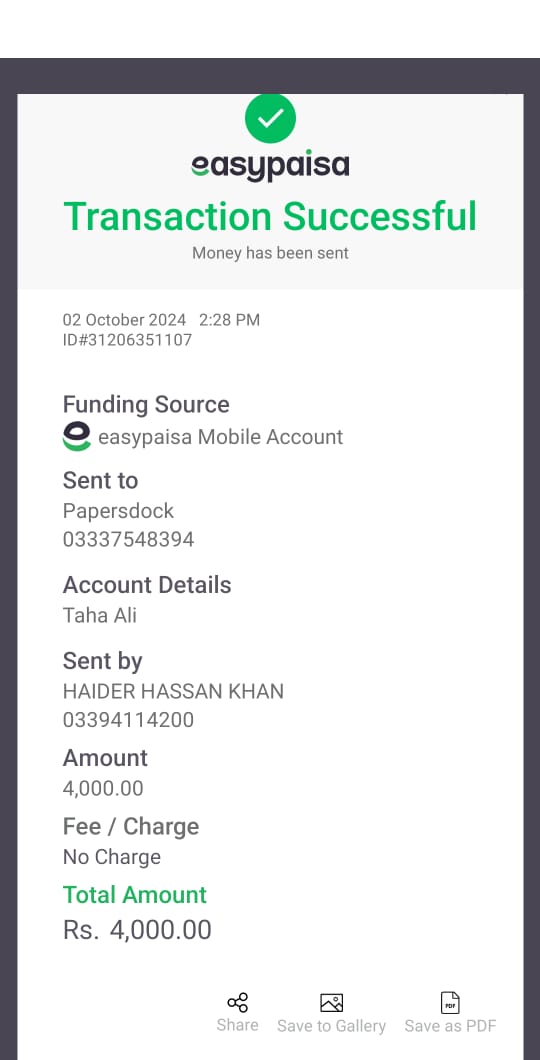 easypaisa
Transaction Successful
Money has been sent
02 October 2024 2:28 PM
ID#31206351107
Funding Source
easypaisa Mobile Account
Sent to
Papersdock
03337548394
Account Details
Taha Ali
Sent by
HAIDER HASSAN KHAN
03394114200
Amount
4,000.00
Fee / Charge
No Charge
Total Amount
Rs. 4,000.00
PDF
Share Save to Gallery Save as PDF